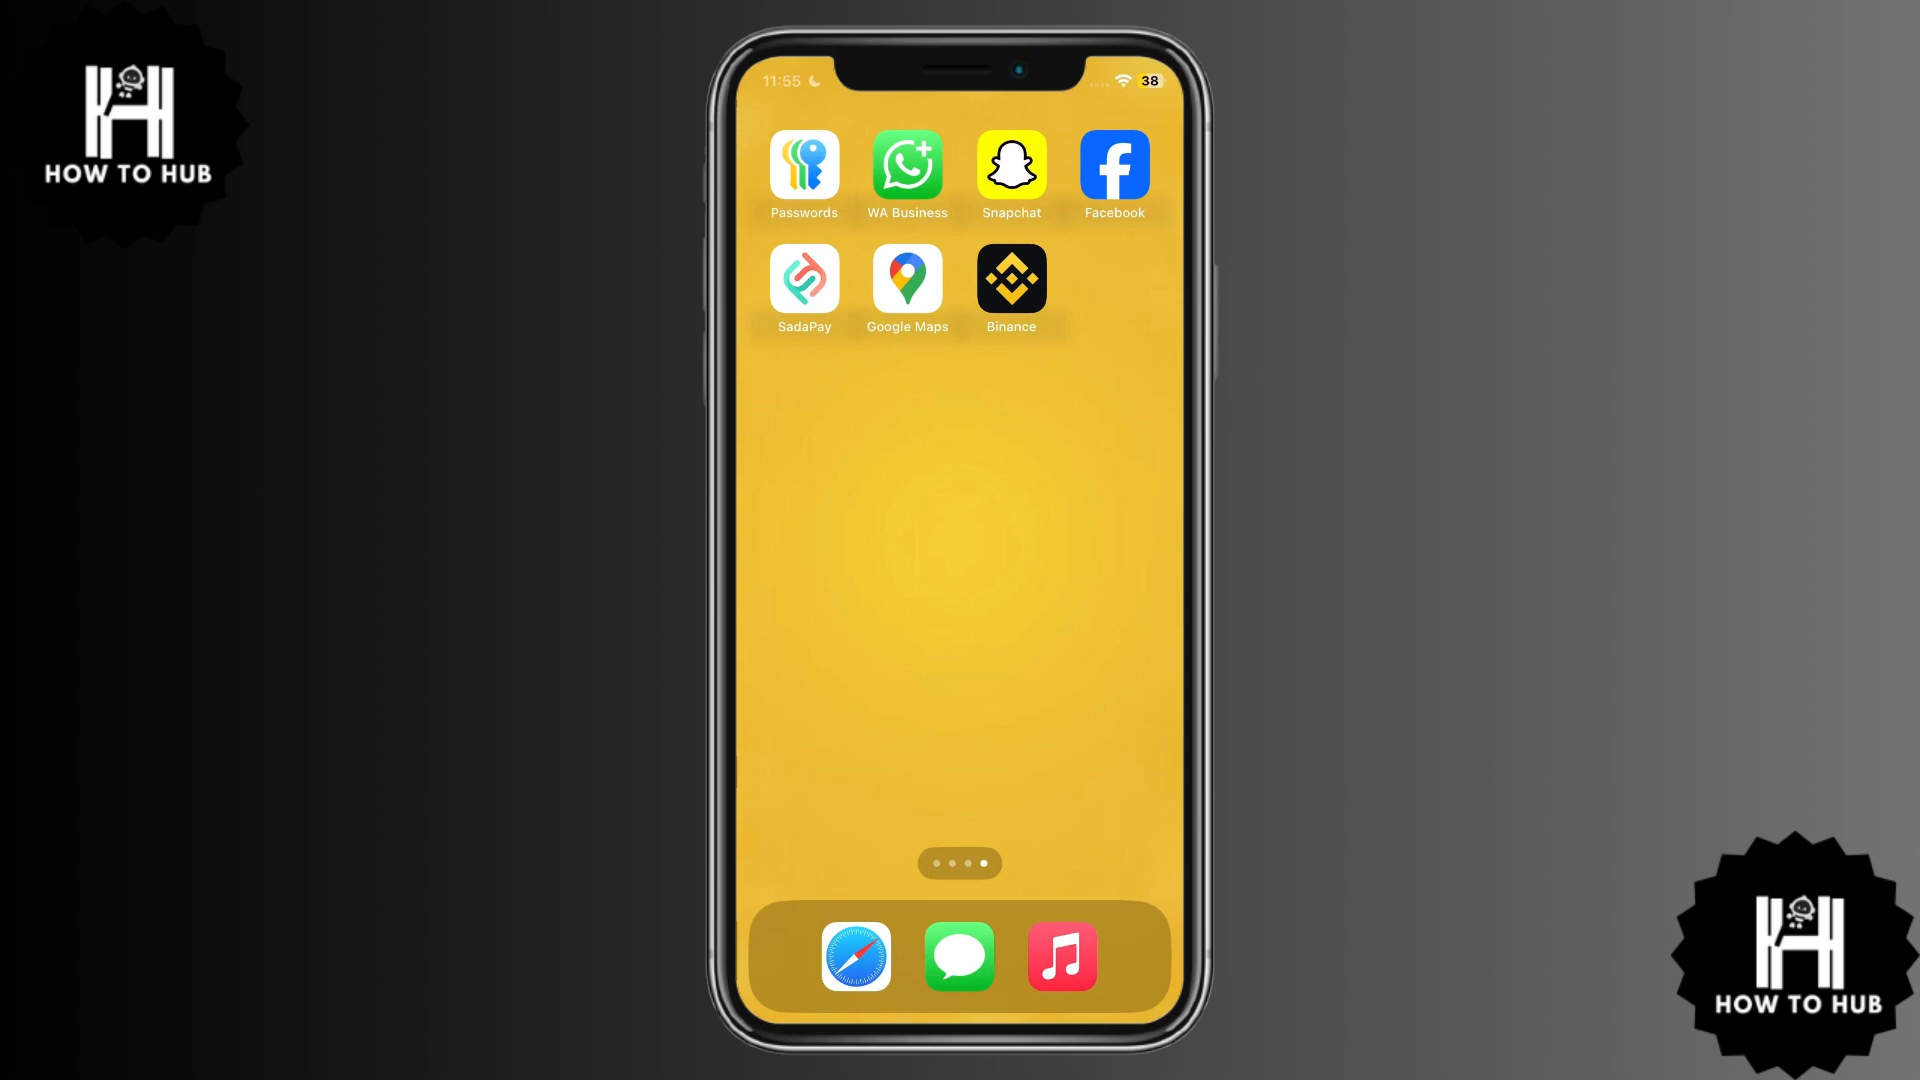 HOW TO HUB
11:55
38
Passwords
WA Business
Snapchat
Facebook
SadaPay
Google Maps
Binance
HOW TO HUB